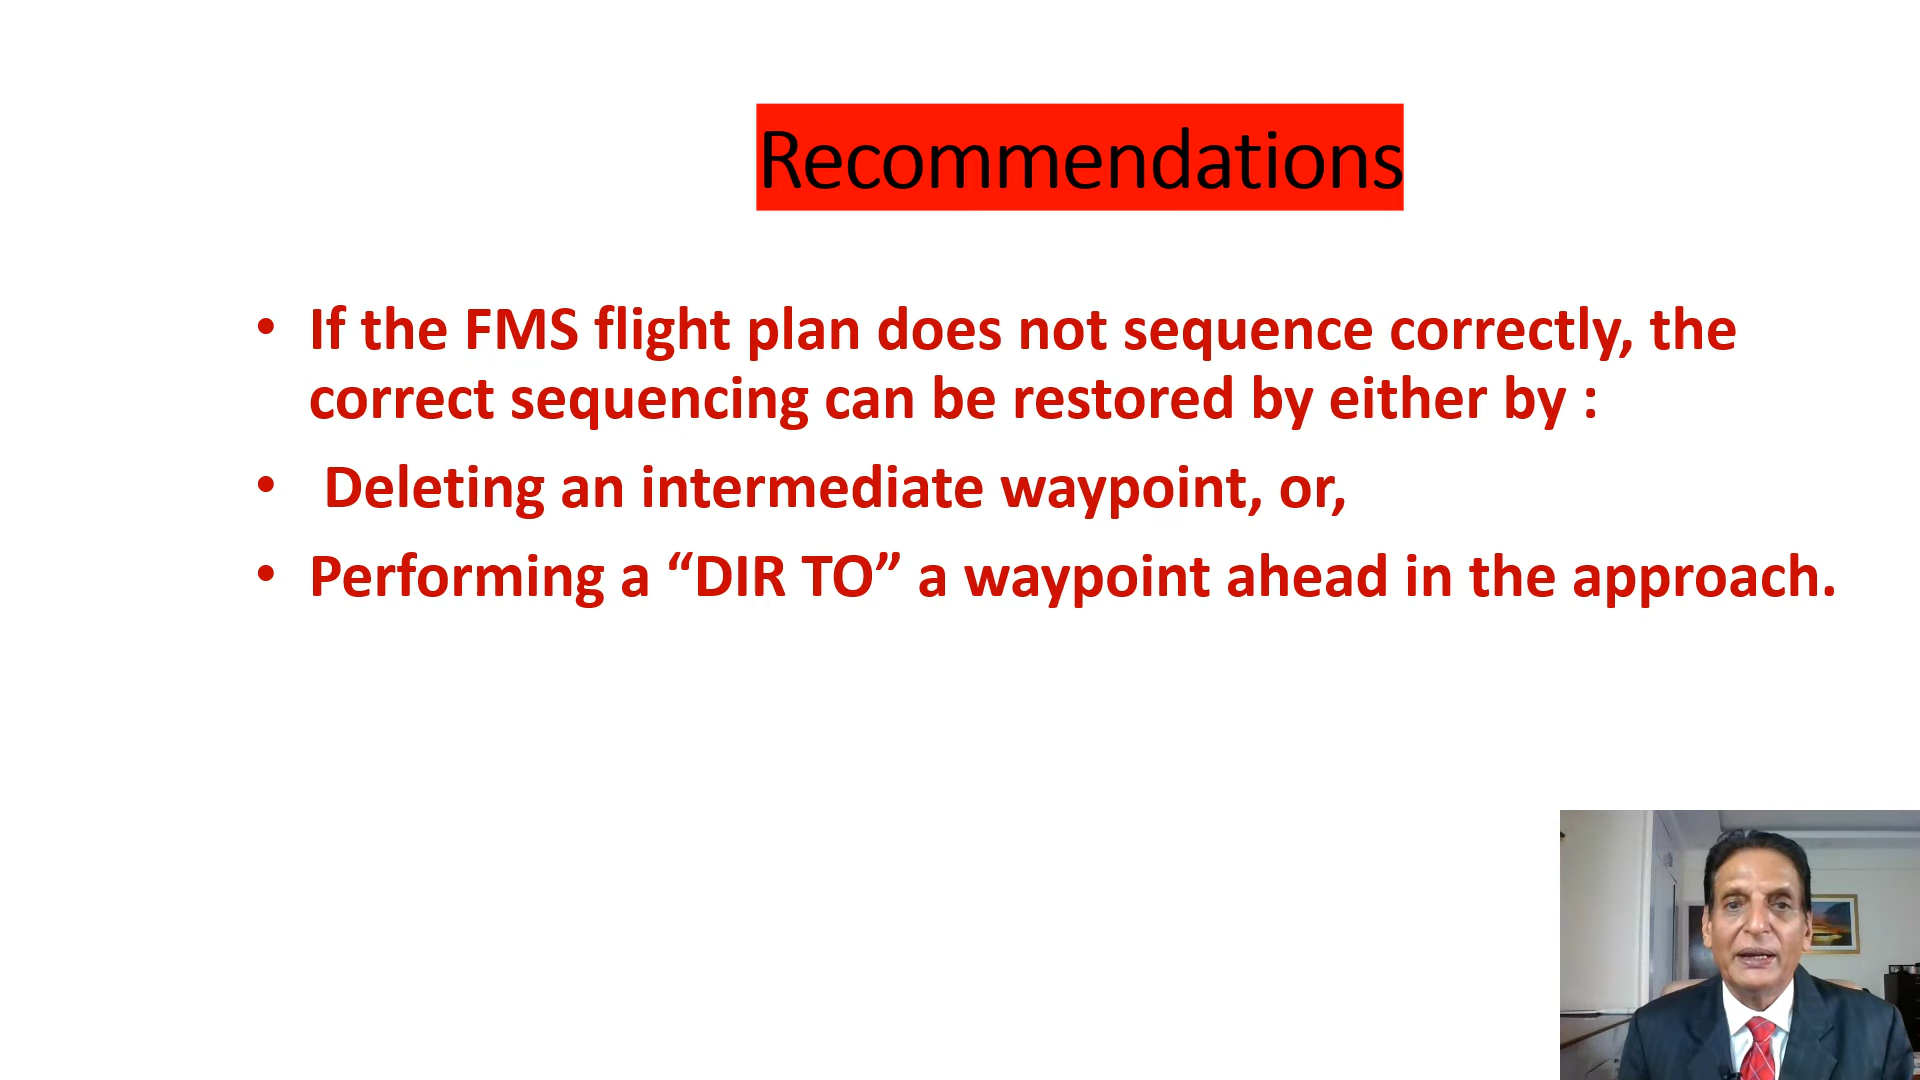 Recommendations
• If the FMS flight plan does not sequence correctly, the
correct sequencing can be restored by either by :
• Deleting an intermediate waypoint, or,
• Performing a “DIR TO” a waypoint ahead in the approach.